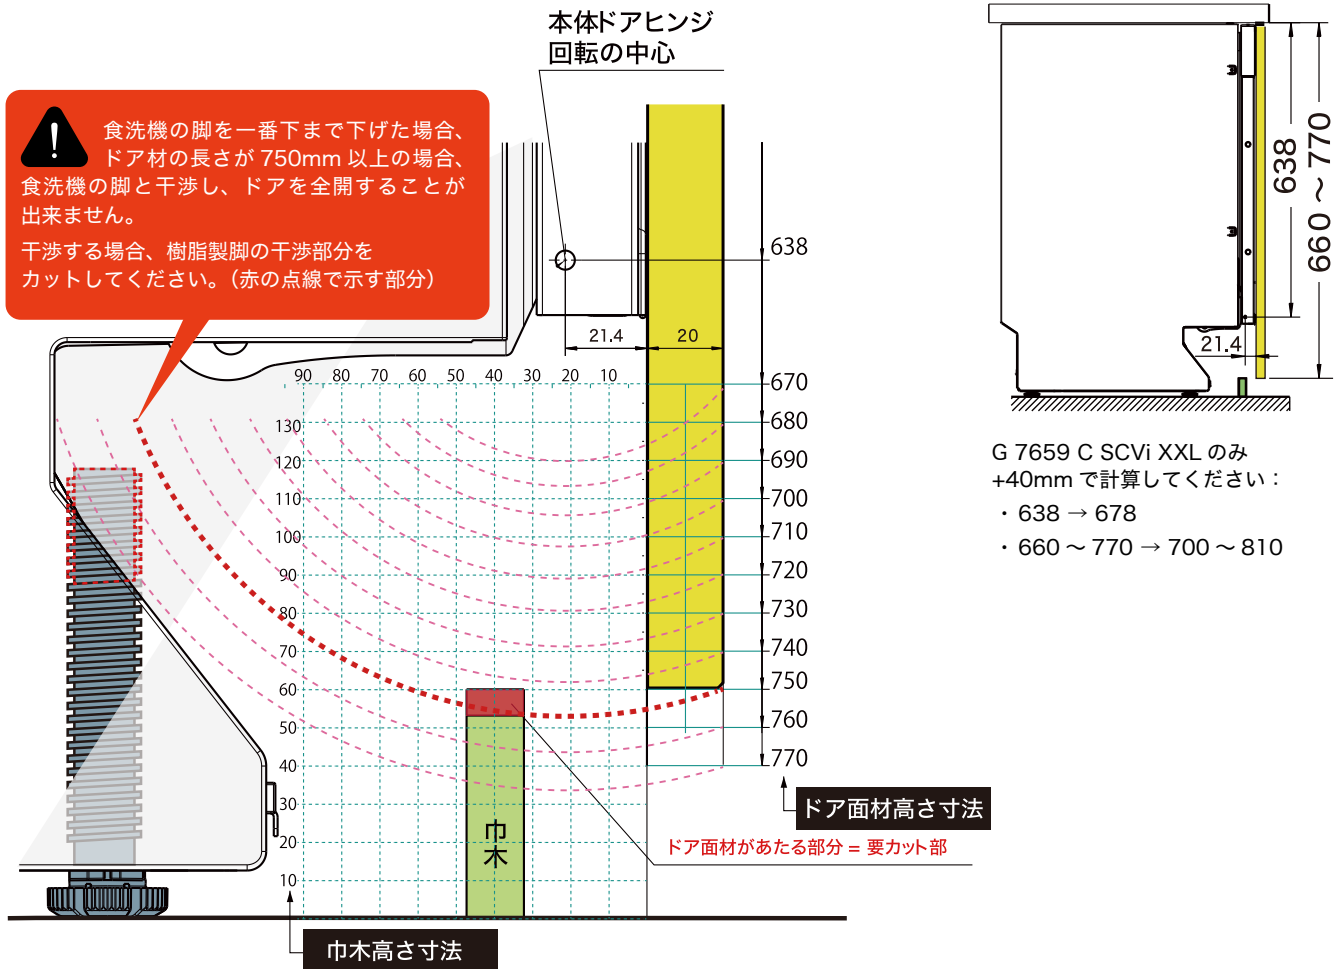 本体ドアヒンジ
回転の中心
!
食洗機の脚を一番下まで下げた場合、
ドア材の長さが 750mm 以上の場合、
食洗機の脚と干渉し、ドアを全開することが
出来ません。
干渉する場合、樹脂製脚の干渉部分を
カットしてください。（赤の点線で示す部分）
638
21.4
20
90 80 70 60 50 40 30 20 10
670
680
690
700
710
720
730
740
750
760
770
130
120
110
100
90
80
70
60
50
40
30
20
10
巾
木
ドア面材高さ寸法
ドア面材があたる部分 = 要カット部
巾木高さ寸法
638
660 ～ 770
21.4
G 7659 C SCVi XXL のみ
+40mm で計算してください：
・ 638 → 678
・ 660 ～ 770 → 700 ～ 810